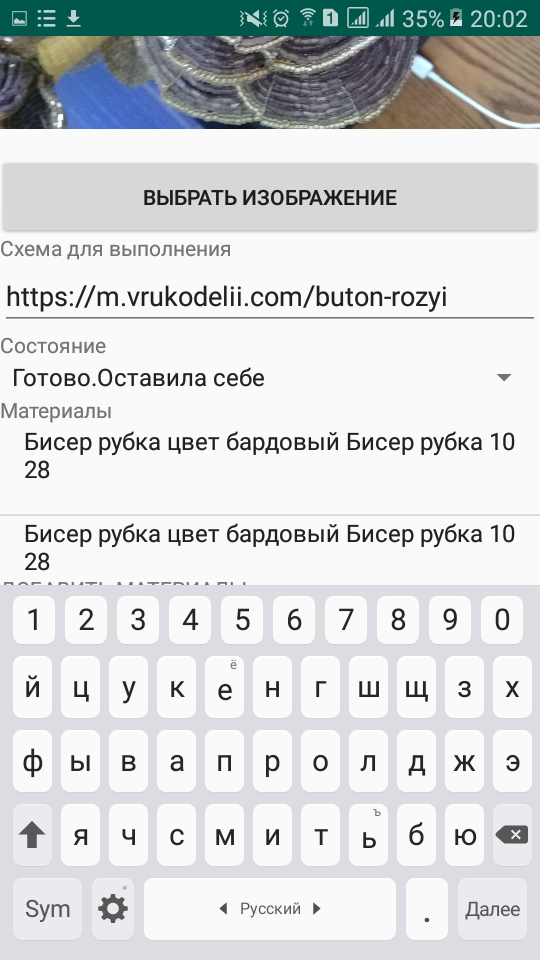 35% 20:02
ВЫБРАТЬ ИЗОБРАЖЕНИЕ
Схема для выполнения
https://m.vrukodelii.com/buton-rozyi
Состояние
Готово.Оставила себе
Материалы
Бисер рубка цвет бардовый Бисер рубка 10
28
Бисер рубка цвет бардовый Бисер рубка 10
28
ДОБАВИТЬ МАТЕРИАЛЫ
1 2 3 4 5 6 7 8 9 0
й ц у к е ё н г ш щ з х
ф ы в а п р о л д ж э
я ч с м и т ь ъ б ю
Sym Русский . Далее